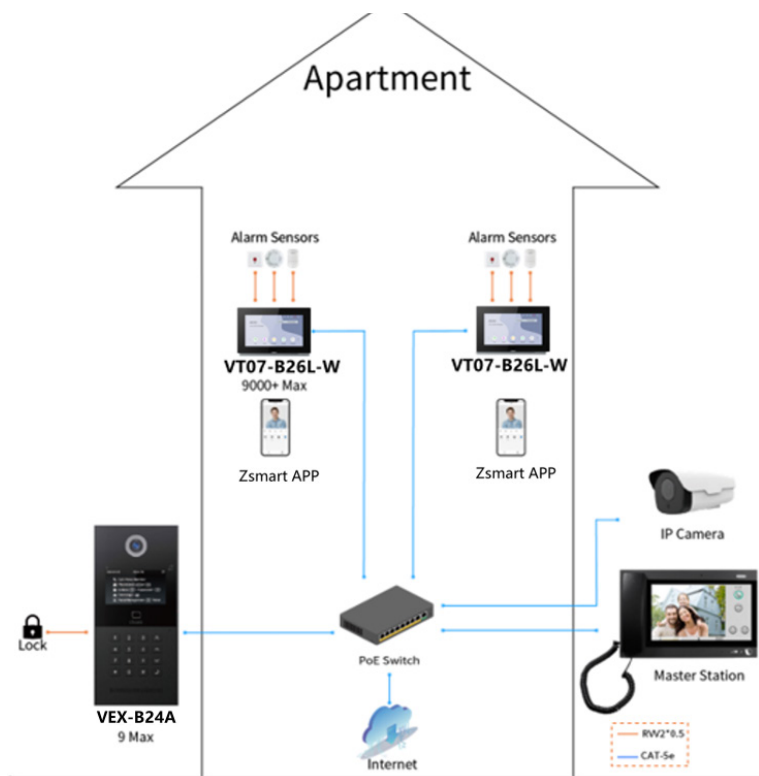 Apartment
Alarm Sensors
Alarm Sensors
VT07-B26L-W
9000+ Max
VT07-B26L-W
Zsmart APP
Zsmart APP
IP Camera
Lock
PoE Switch
Master Station
VEX-B24A
9 Max
Internet
RVV2*0.5
CAT-5e